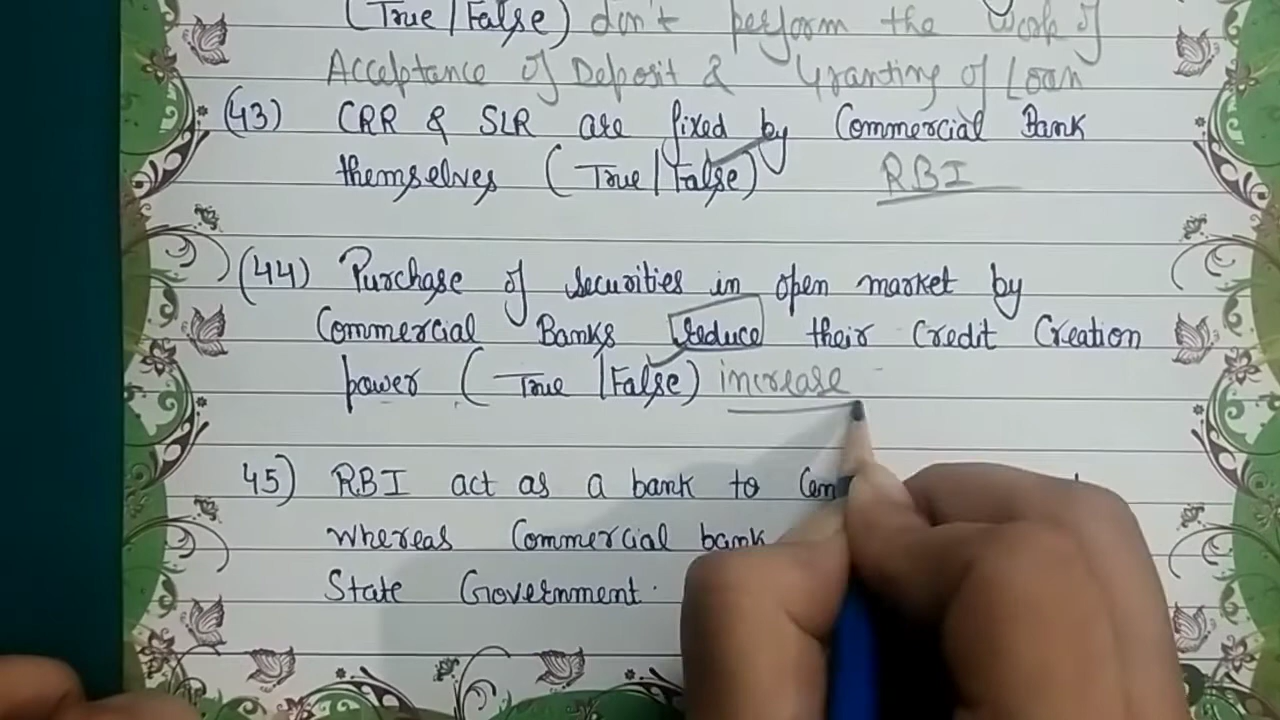 (True/False) don't perform the work of
Acceptance of Deposit & Granting of Loan
(43) CRR & SLR are fixed by Commercial Bank
themselves (True/False) RBI
(44) Purchase of securities in open market by
Commercial Banks reduce their Credit Creation
power (True/False) increase
45) RBI act as a bank to
whereas Commercial bank
State Government.